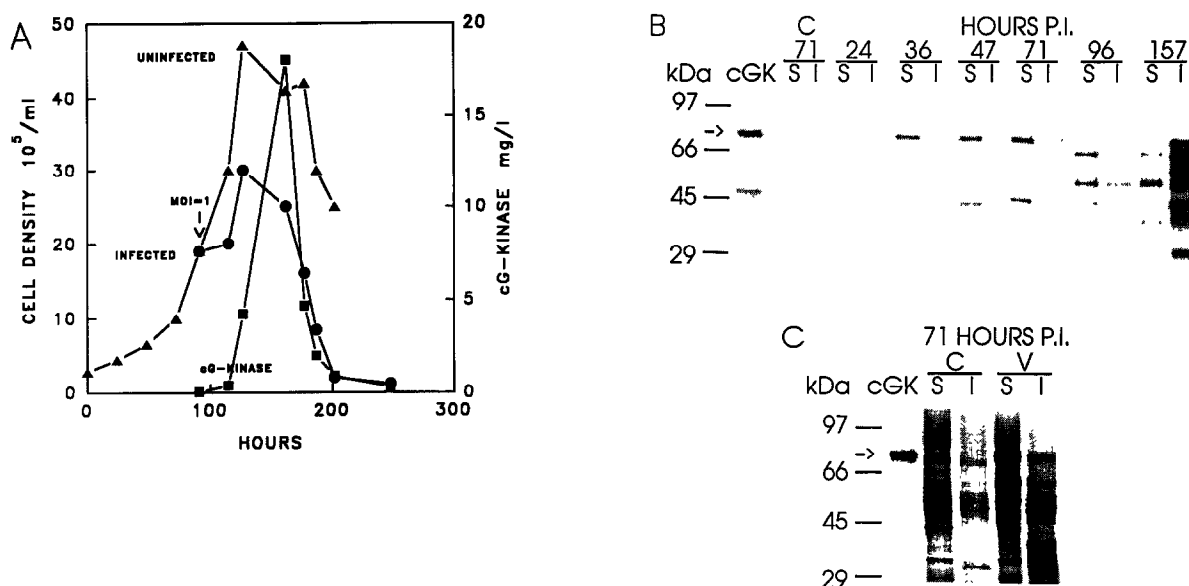 A
CELL DENSITY 10⁵/ml
50
40
30
20
10
0
UNINFECTED
MOI=1
INFECTED
cG-KINASE
0
100
200
300
HOURS
20
15
10
5
0
cG-KINASE mg/l
B
C HOURS P.I.
71 24 36 47 71 96 157
kDa cGK S I S I S I S I S I S I S I
97
->
66
45
29
C 71 HOURS P.I.
C V
kDa cGK S I S I
97
->
66
45
29